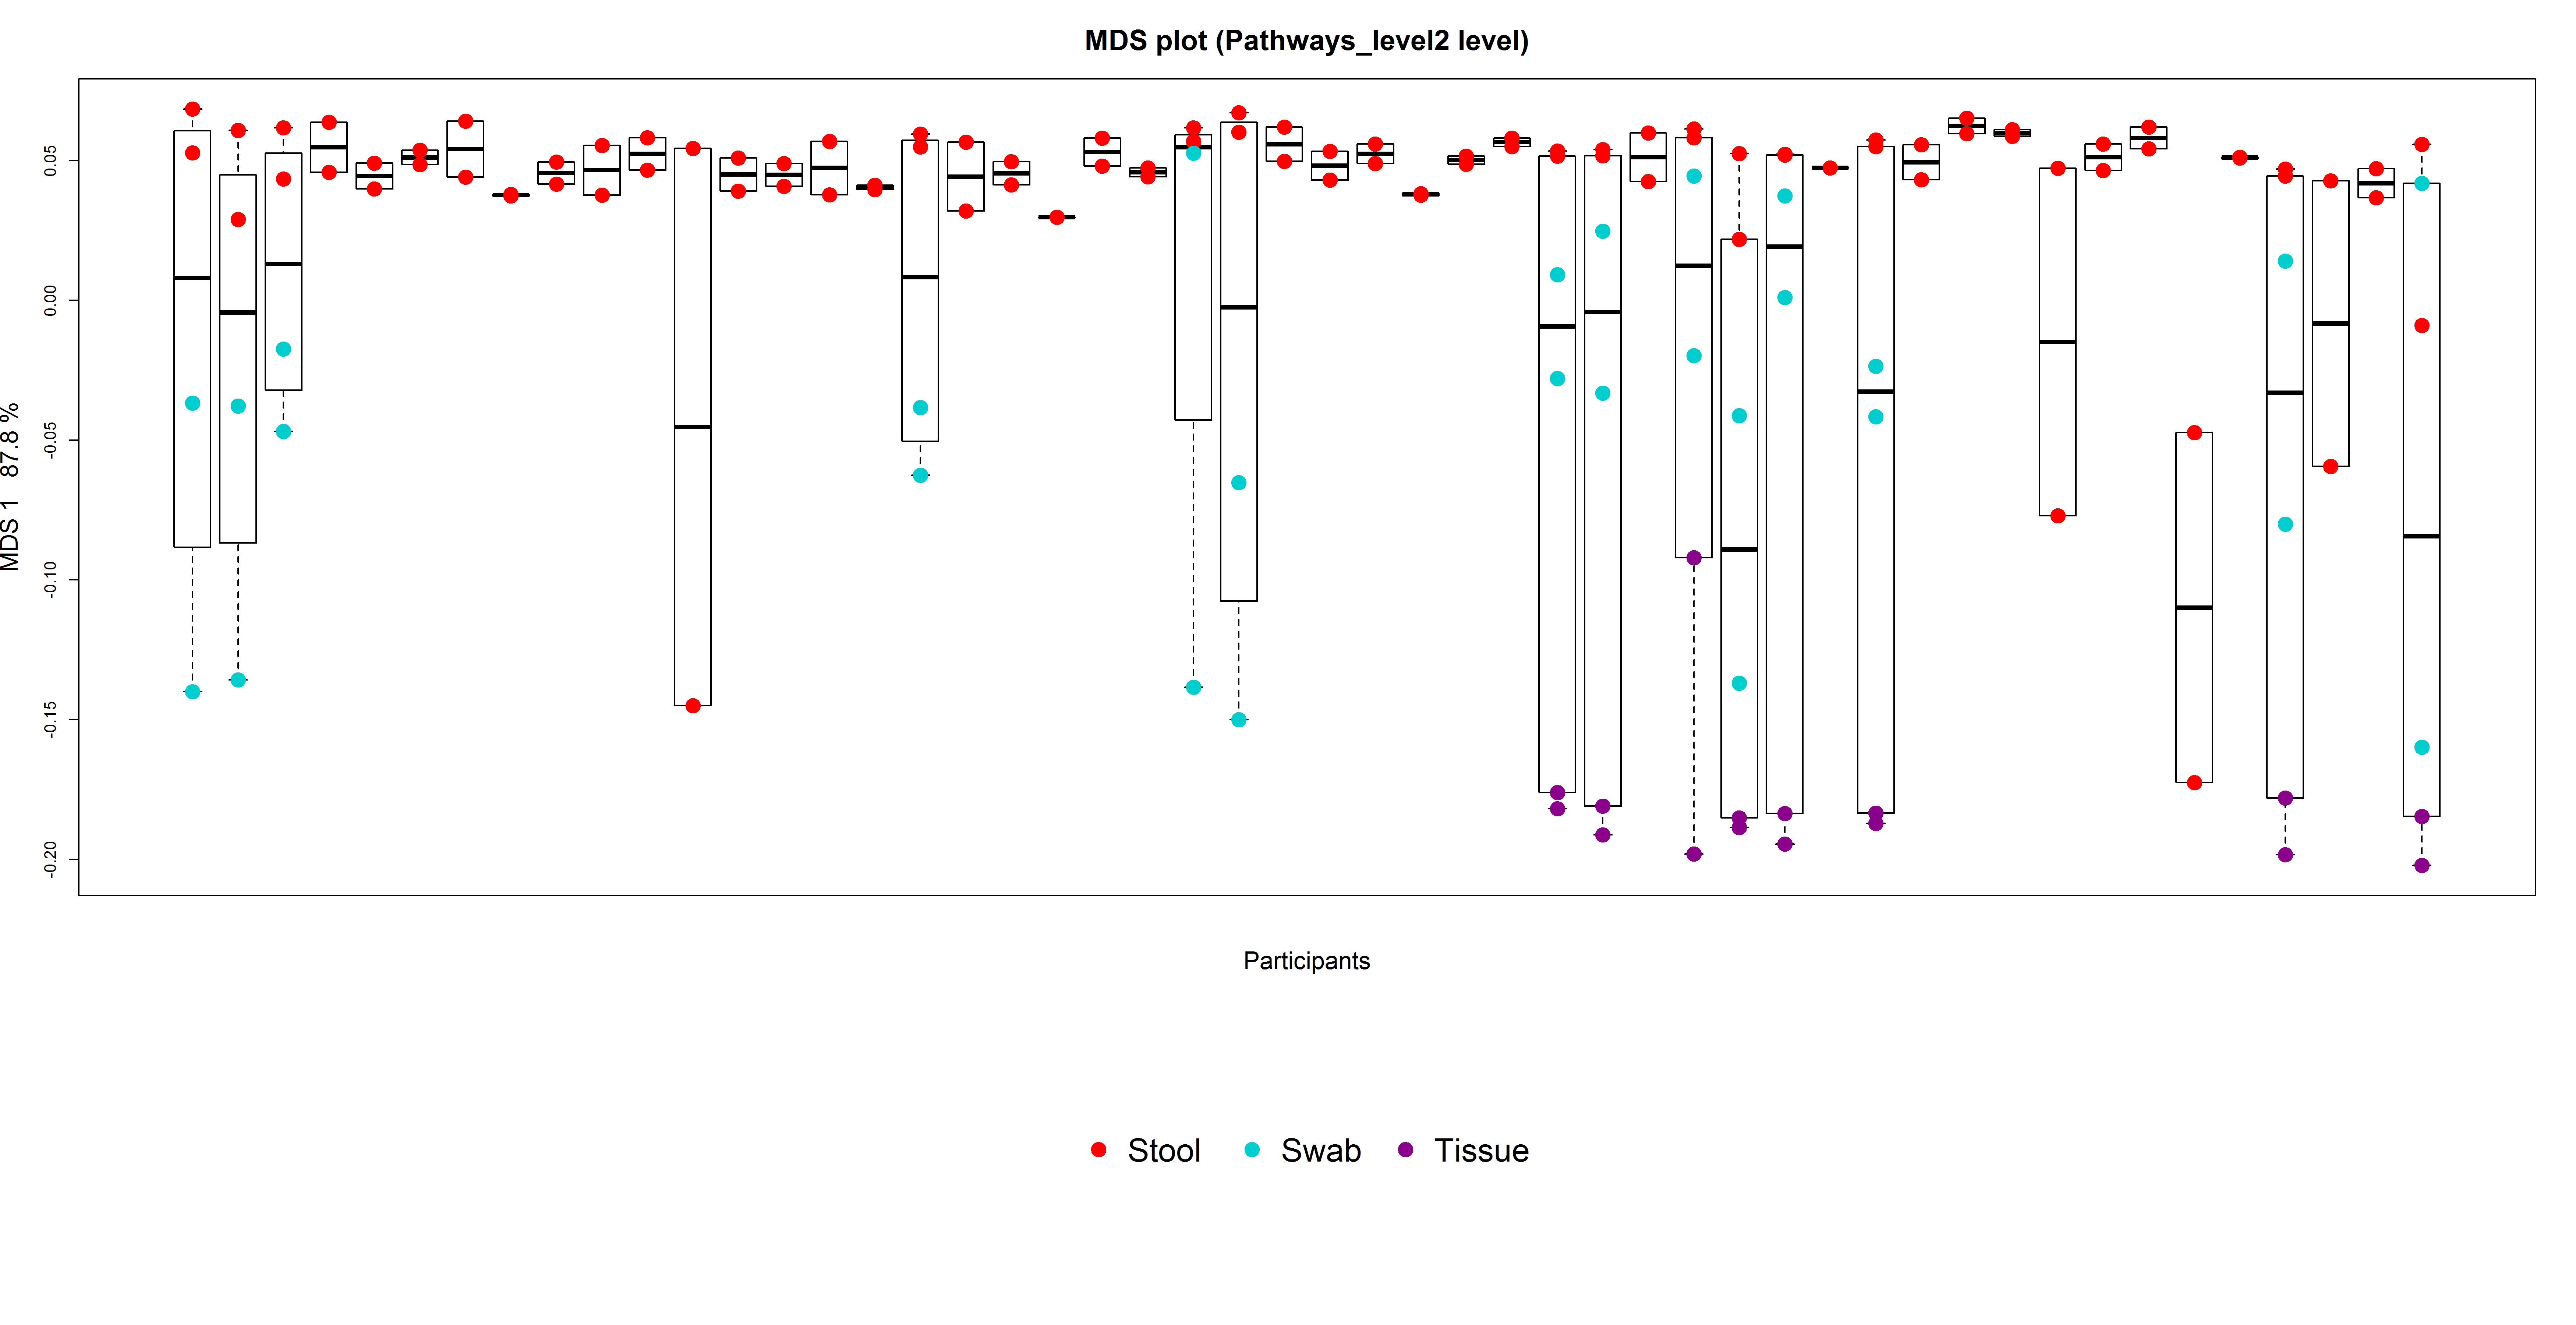 MDS plot (Pathways_level2 level)
MDS 1 87.8 %
0.05
0.00
-0.05
-0.10
-0.15
-0.20
Participants
Stool Swab Tissue